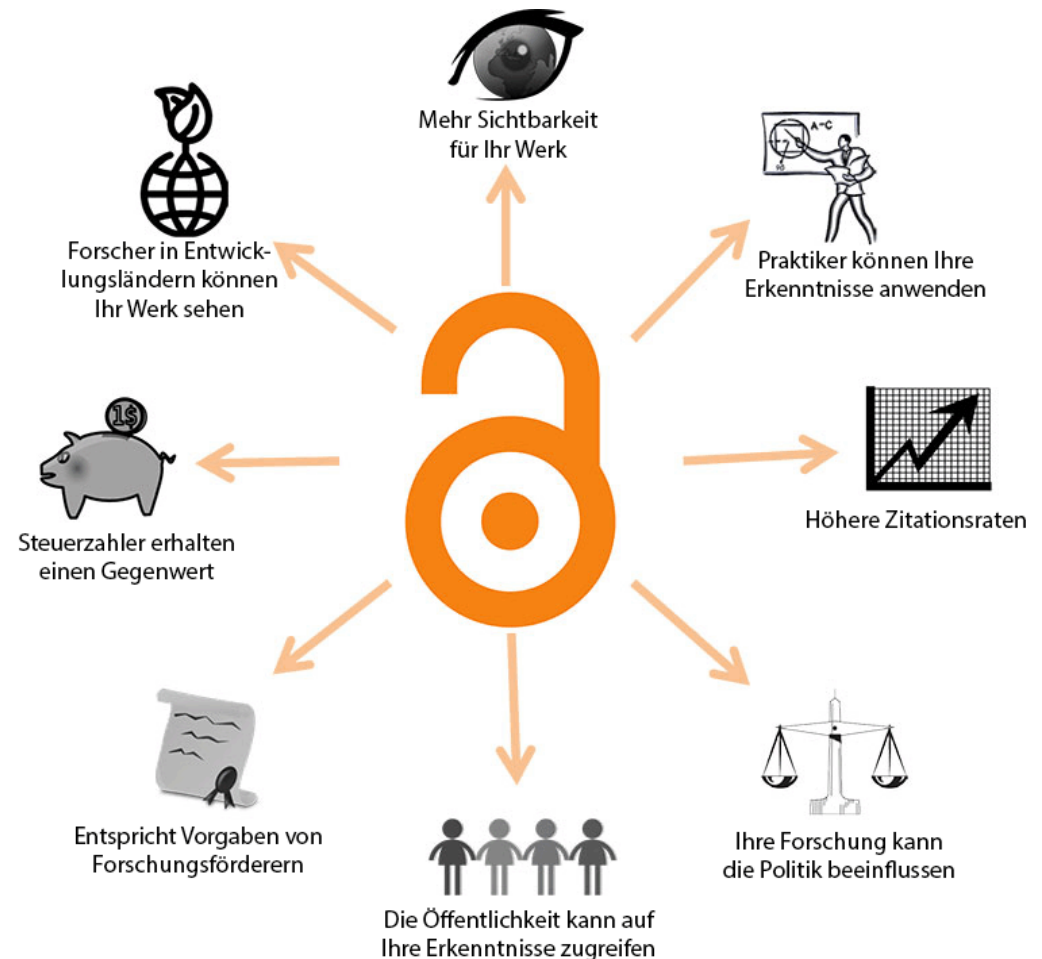 Mehr Sichtbarkeit
für Ihr Werk
A-C
Praktiker können Ihre
Erkenntnisse anwenden
Höhere Zitationsraten
Ihre Forschung kann
die Politik beeinflussen
Die Öffentlichkeit kann auf
Ihre Erkenntnisse zugreifen
Entspricht Vorgaben von
Forschungsförderern
1$
Steuerzahler erhalten
einen Gegenwert
Forscher in Entwick-
lungsländern können
Ihr Werk sehen